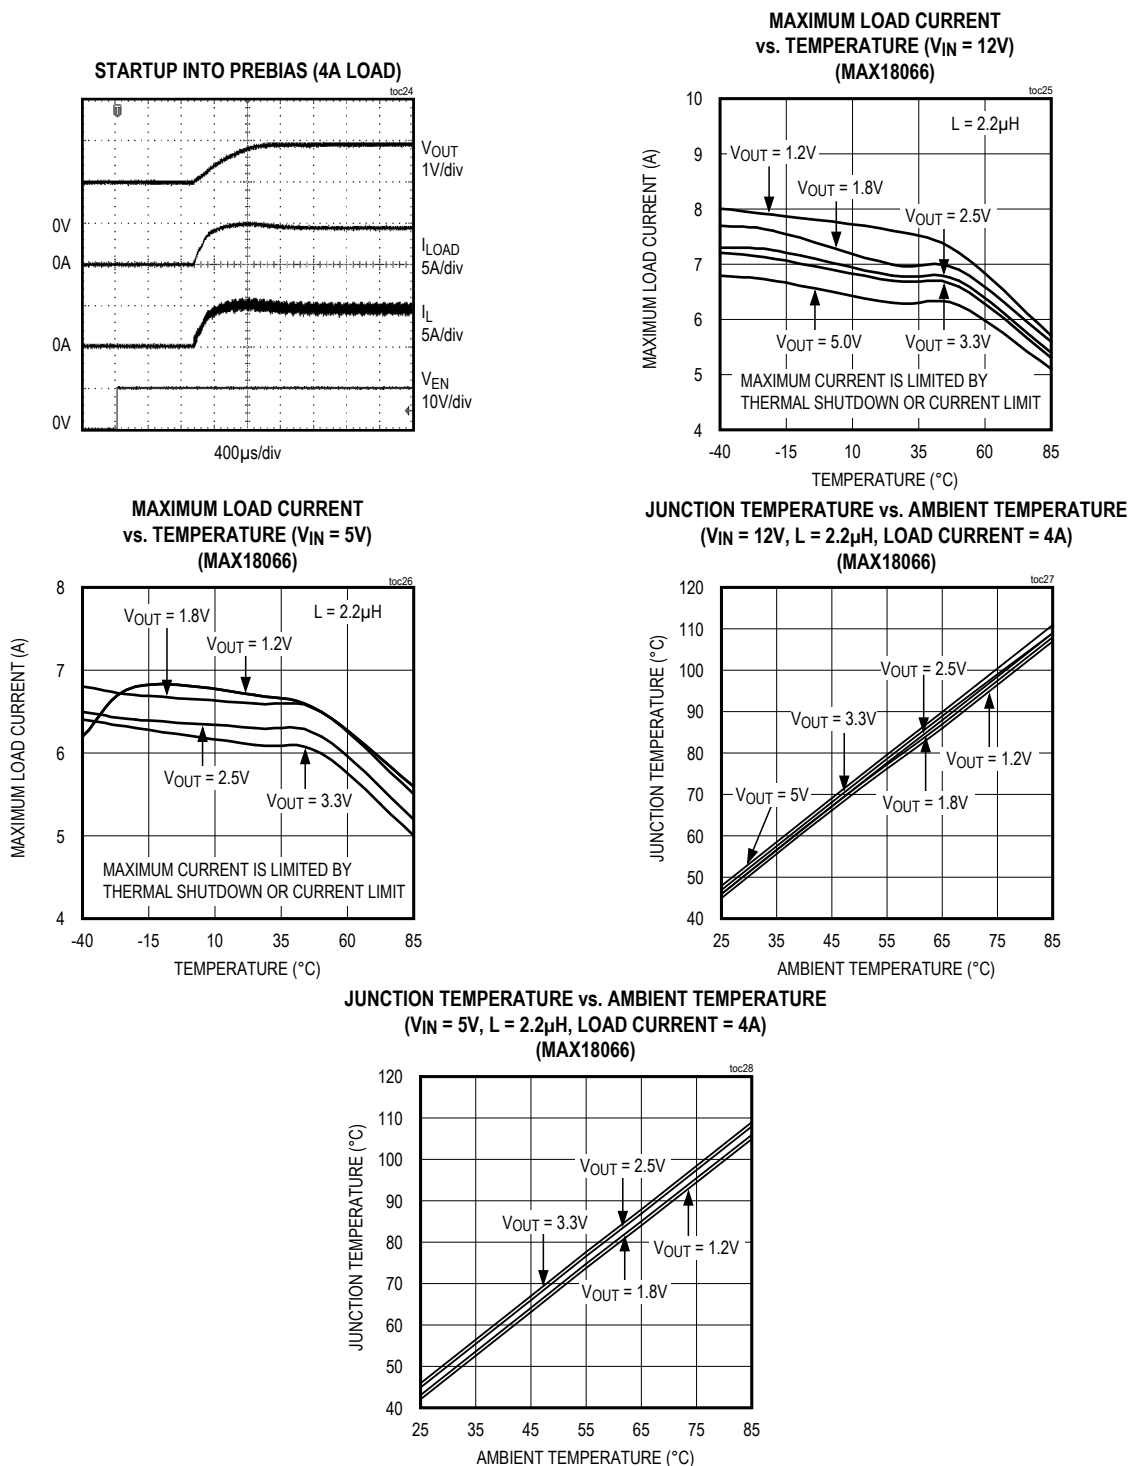 STARTUP INTO PREBIAS (4A LOAD)
toc24
VOUT
1V/div
0V
ILOAD
5A/div
0A
IL
5A/div
0A
VEN
10V/div
0V
400µs/div
MAXIMUM LOAD CURRENT
vs. TEMPERATURE (VIN = 12V)
(MAX18066)
toc25
MAXIMUM LOAD CURRENT (A)
10
9
8
7
6
5
4
L = 2.2µH
VOUT = 1.2V
VOUT = 1.8V
VOUT = 2.5V
VOUT = 5.0V
VOUT = 3.3V
MAXIMUM CURRENT IS LIMITED BY
THERMAL SHUTDOWN OR CURRENT LIMIT
-40 -15 10 35 60 85
TEMPERATURE (°C)
MAXIMUM LOAD CURRENT
vs. TEMPERATURE (VIN = 5V)
(MAX18066)
toc26
MAXIMUM LOAD CURRENT (A)
8
7
6
5
4
L = 2.2µH
VOUT = 1.8V
VOUT = 1.2V
VOUT = 2.5V
VOUT = 3.3V
MAXIMUM CURRENT IS LIMITED BY
THERMAL SHUTDOWN OR CURRENT LIMIT
-40 -15 10 35 60 85
TEMPERATURE (°C)
JUNCTION TEMPERATURE vs. AMBIENT TEMPERATURE
(VIN = 12V, L = 2.2µH, LOAD CURRENT = 4A)
(MAX18066)
toc27
JUNCTION TEMPERATURE (°C)
120
110
100
90
80
70
60
50
40
VOUT = 2.5V
VOUT = 3.3V
VOUT = 1.2V
VOUT = 5V
VOUT = 1.8V
25 35 45 55 65 75 85
AMBIENT TEMPERATURE (°C)
JUNCTION TEMPERATURE vs. AMBIENT TEMPERATURE
(VIN = 5V, L = 2.2µH, LOAD CURRENT = 4A)
(MAX18066)
toc28
JUNCTION TEMPERATURE (°C)
120
110
100
90
80
70
60
50
40
VOUT = 2.5V
VOUT = 3.3V
VOUT = 1.2V
VOUT = 1.8V
25 35 45 55 65 75 85
AMBIENT TEMPERATURE (°C)